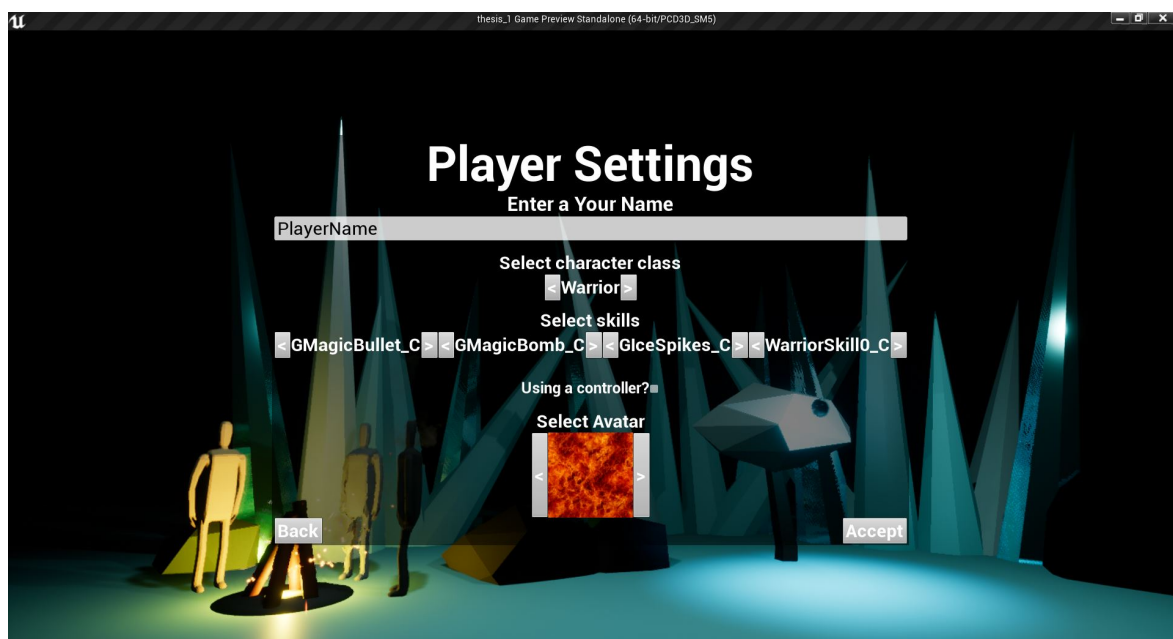 thesis_1 Game Preview Standalone (64-bit/PCD3D_SM5)
Player Settings
Enter a Your Name
PlayerName
Select character class
< Warrior >
Select skills
< GMagicBullet_C > < GMagicBomb_C > < GIceSpikes_C > < WarriorSkill0_C >
Using a controller?
Select Avatar
< >
Back Accept